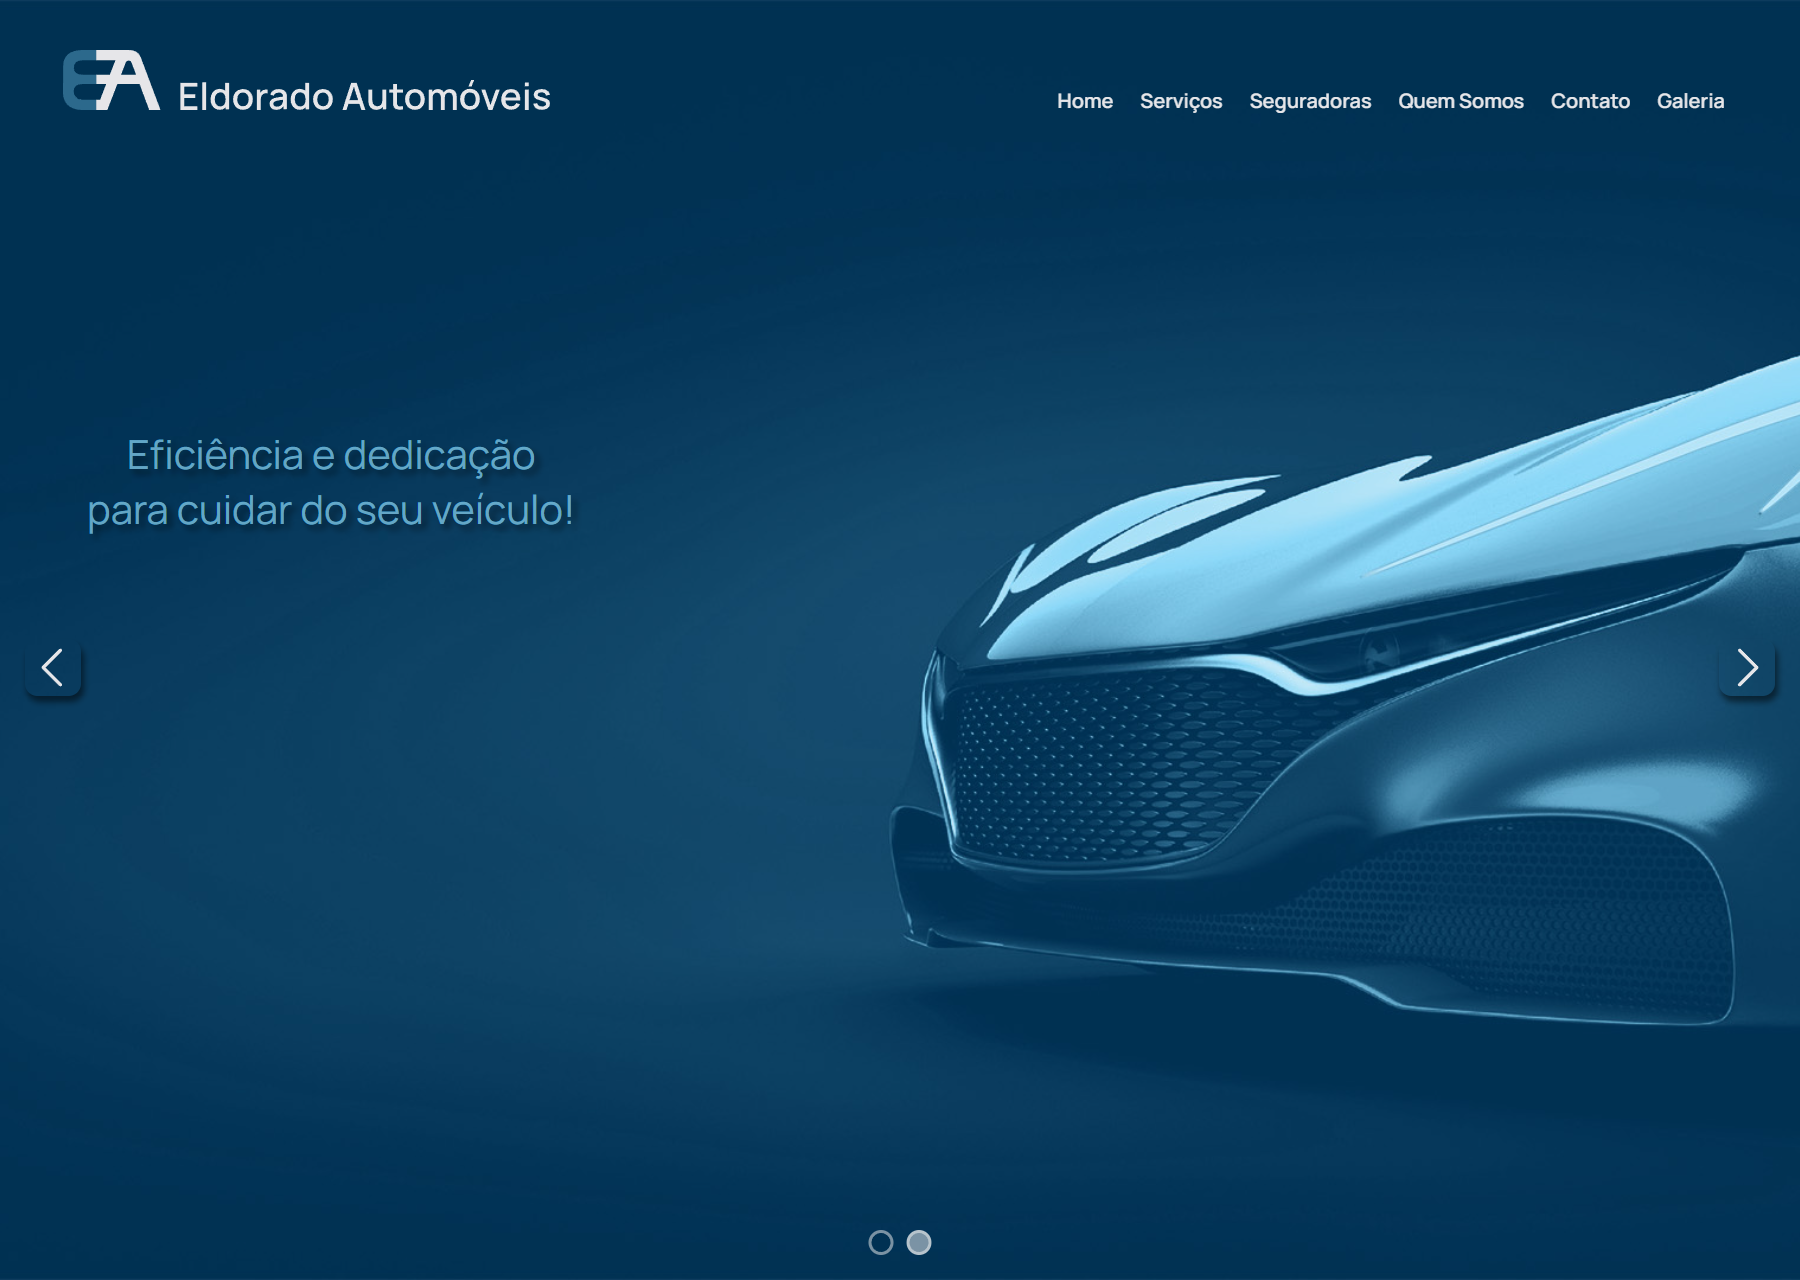 EA
Eldorado Automóveis
Home Serviços Seguradoras Quem Somos Contato Galeria
Eficiência e dedicação
para cuidar do seu veículo!